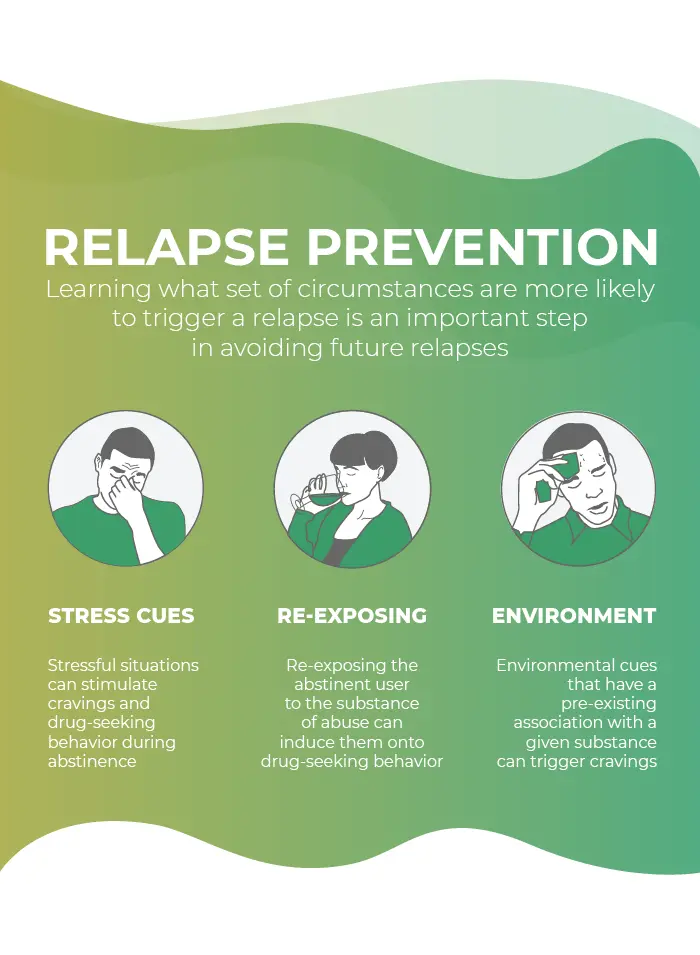 RELAPSE PREVENTION
Learning what set of circumstances are more likely
to trigger a relapse is an important step
in avoiding future relapses
STRESS CUES
Stressful situations
can stimulate
cravings and
drug-seeking
behavior during
abstinence
RE-EXPOSING
Re-exposing the
abstinent user
to the substance
of abuse can
induce them onto
drug-seeking behavior
ENVIRONMENT
Environmental cues
that have a
pre-existing
association with a
given substance
can trigger cravings